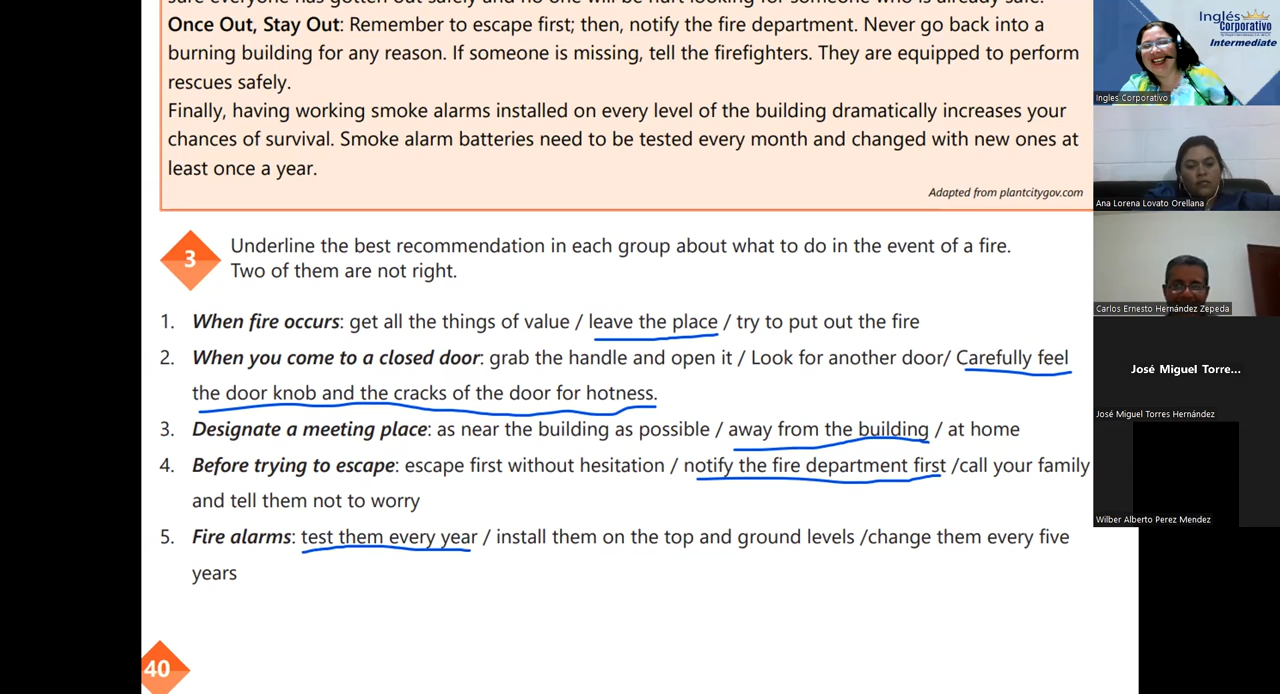 Once Out, Stay Out: Remember to escape first; then, notify the fire department. Never go back into a
burning building for any reason. If someone is missing, tell the firefighters. They are equipped to perform
rescues safely.
Finally, having working smoke alarms installed on every level of the building dramatically increases your
chances of survival. Smoke alarm batteries need to be tested every month and changed with new ones at
least once a year.
Adapted from plantcitygov.com
3
Underline the best recommendation in each group about what to do in the event of a fire.
Two of them are not right.
1. When fire occurs: get all the things of value / leave the place / try to put out the fire
2. When you come to a closed door: grab the handle and open it / Look for another door/ Carefully feel
the door knob and the cracks of the door for hotness.
3. Designate a meeting place: as near the building as possible / away from the building / at home
4. Before trying to escape: escape first without hesitation / notify the fire department first /call your family
and tell them not to worry
5. Fire alarms: test them every year / install them on the top and ground levels /change them every five
years
40
Inglés
Corporativo
Intermediate
Ingles Corporativo
Ana Lorena Lovato Orellana
Carlos Ernesto Hernández Zepeda
José Miguel Torre...
José Miguel Torres Hernández
Wilber Alberto Perez Mendez